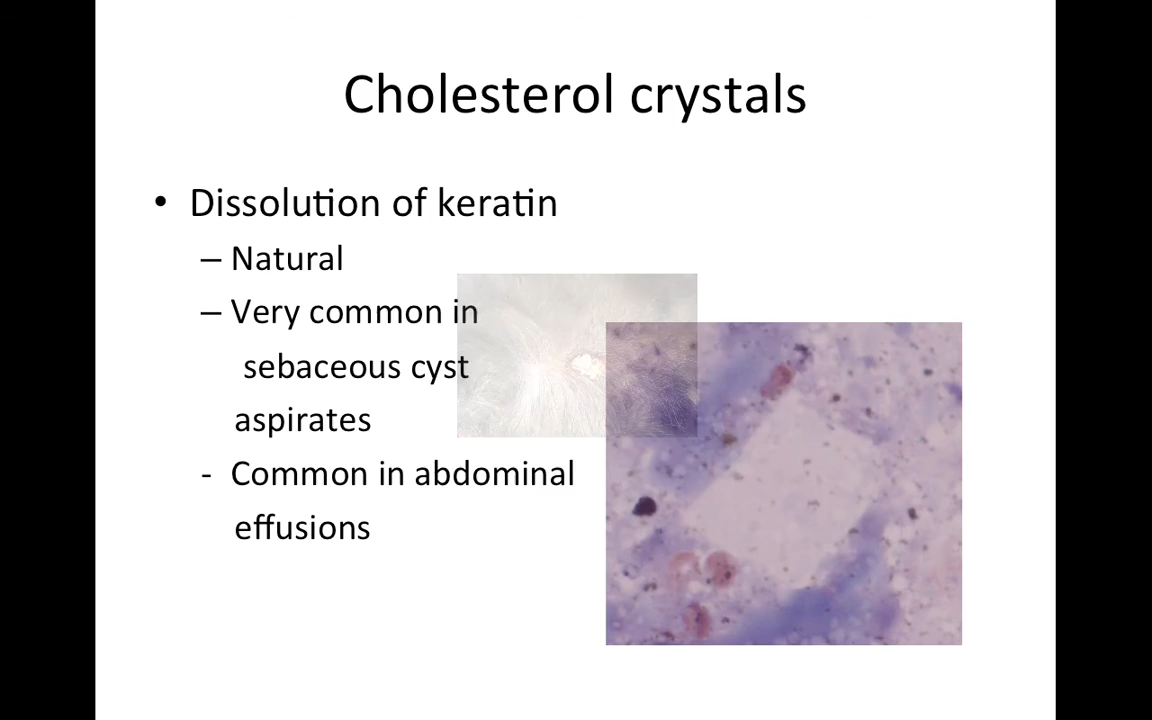 Cholesterol crystals
• Dissolution of keratin
– Natural
– Very common in
sebaceous cyst
aspirates
- Common in abdominal
effusions